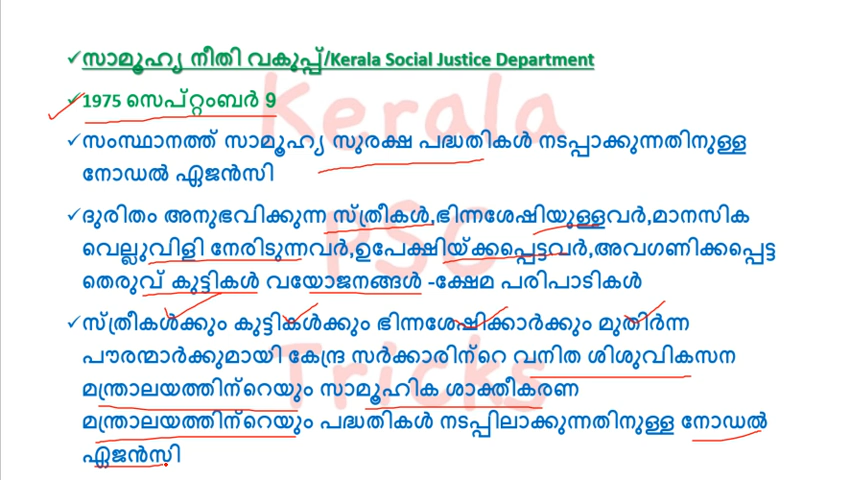 സാമൂഹ്യ നീതി വകുപ്പ്/Kerala Social Justice Department
1975 സെപ്റ്റംബർ 9
സംസ്ഥാനത്ത് സാമൂഹ്യ സുരക്ഷ പദ്ധതികൾ നടപ്പാക്കുന്നതിനുള്ള
നോഡൽ ഏജൻസി
ദുരിതം അനുഭവിക്കുന്ന സ്ത്രീകൾ,ഭിന്നശേഷിയുള്ളവർ,മാനസിക
വെല്ലുവിളി നേരിടുന്നവർ,ഉപേക്ഷിയ്ക്കപ്പെട്ടവർ,അവഗണിക്കപ്പെട്ട
തെരുവ് കുട്ടികൾ വയോജനങ്ങൾ -ക്ഷേമ പരിപാടികൾ
സ്ത്രീകൾക്കും കുട്ടികൾക്കും ഭിന്നശേഷിക്കാർക്കും മുതിർന്ന
പൗരന്മാർക്കുമായി കേന്ദ്ര സർക്കാരിന്റെ വനിത ശിശുവികസന
മന്ത്രാലയത്തിന്റെയും സാമൂഹിക ശാക്തീകരണ
മന്ത്രാലയത്തിന്റെയും പദ്ധതികൾ നടപ്പിലാക്കുന്നതിനുള്ള നോഡൽ
ഏജൻസി
Kerala
PSC
Tricks